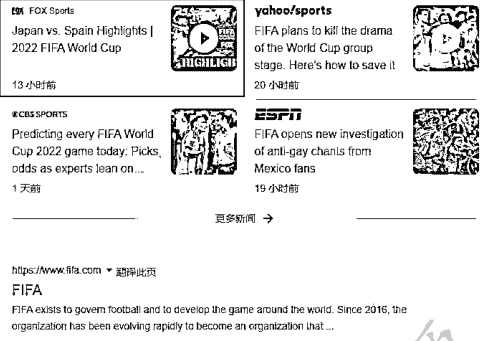 FOX Sports
Japan vs. Spain Highlights |
2022 FIFA World Cup
HIGHLIGH
13 小时前
yahoo!sports
FIFA plans to kill the drama
of the World Cup group
stage. Here's how to save it
20 小时前
CBS SPORTS
Predicting every FIFA World
Cup 2022 game today: Picks,
odds as experts lean on...
1 天前
ESPN
FIFA opens new investigation
of anti-gay chants from
Mexico fans
19 小时前
更多新闻 →
https://www.fifa.com ▼ 翻译此页
FIFA
FIFA exists to govern football and to develop the game around the world. Since 2016, the
organization has been evolving rapidly to become an organization that ...